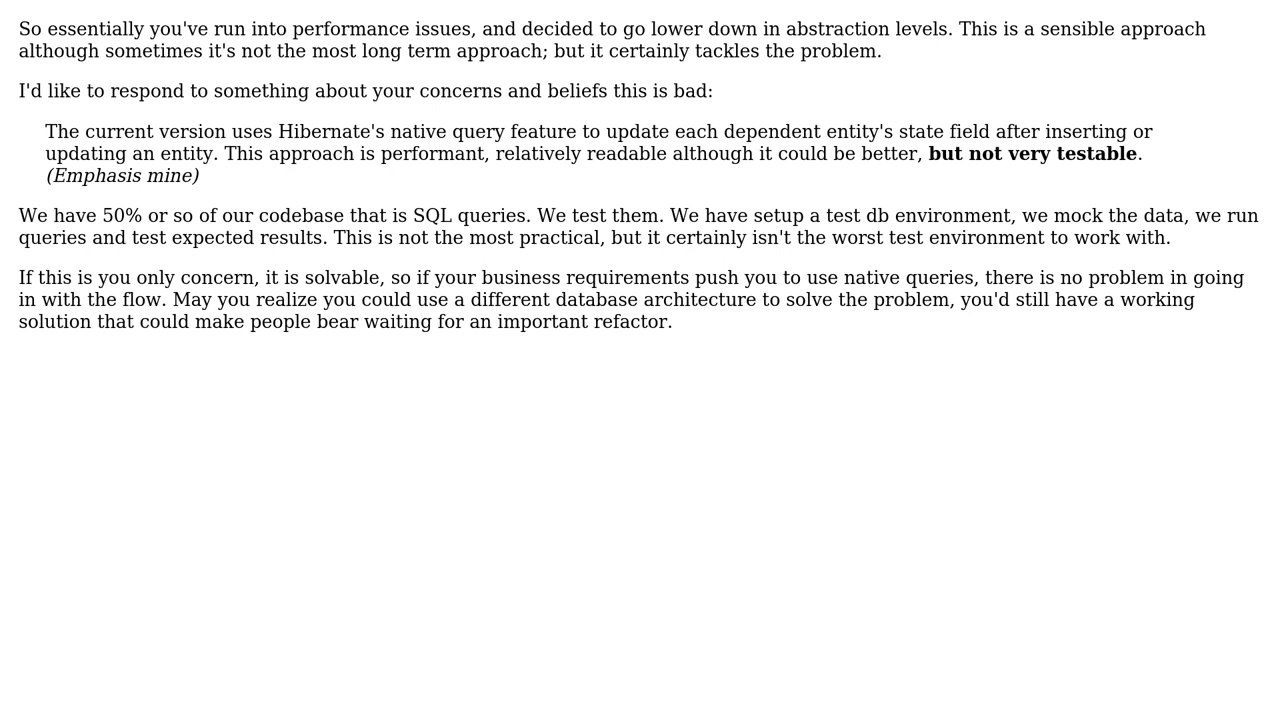 So essentially you've run into performance issues, and decided to go lower down in abstraction levels. This is a sensible approach
although sometimes it's not the most long term approach; but it certainly tackles the problem.
I'd like to respond to something about your concerns and beliefs this is bad:
The current version uses Hibernate's native query feature to update each dependent entity's state field after inserting or
updating an entity. This approach is performant, relatively readable although it could be better, but not very testable.
(Emphasis mine)
We have 50% or so of our codebase that is SQL queries. We test them. We have setup a test db environment, we mock the data, we run
queries and test expected results. This is not the most practical, but it certainly isn't the worst test environment to work with.
If this is you only concern, it is solvable, so if your business requirements push you to use native queries, there is no problem in going
in with the flow. May you realize you could use a different database architecture to solve the problem, you'd still have a working
solution that could make people bear waiting for an important refactor.